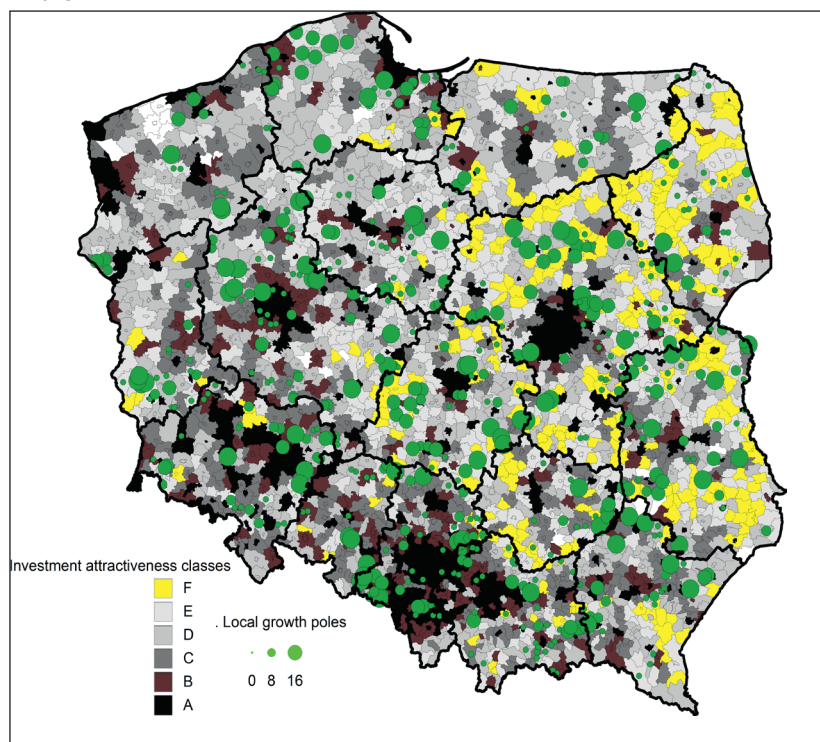 Investment attractiveness classes
F
E
D
C
B
A
. Local growth poles
0 8 16